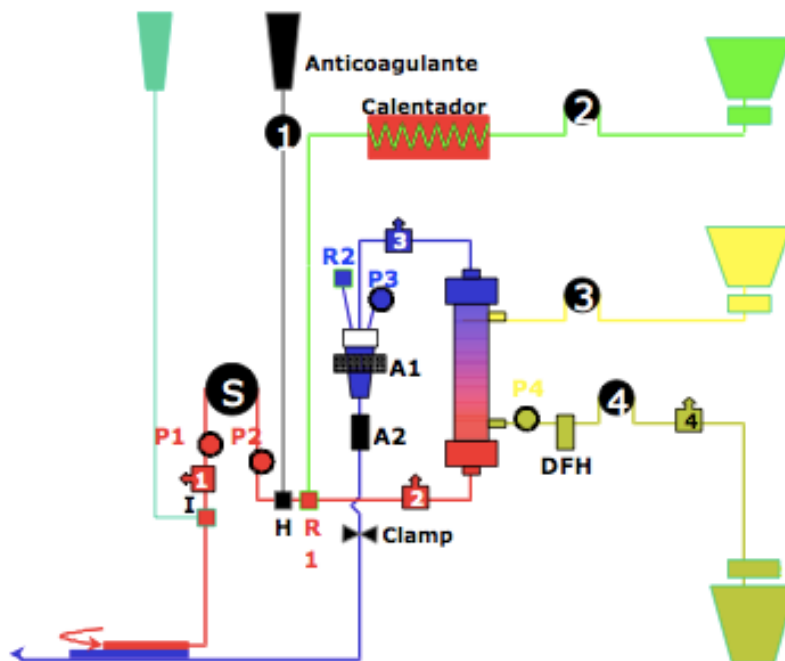 Anticoagulante
Calentador
1
2
3
R2
P3
3
A1
S
P4
4
P1
P2
A2
4
DFH
1
2
I
H
R
1
Clamp